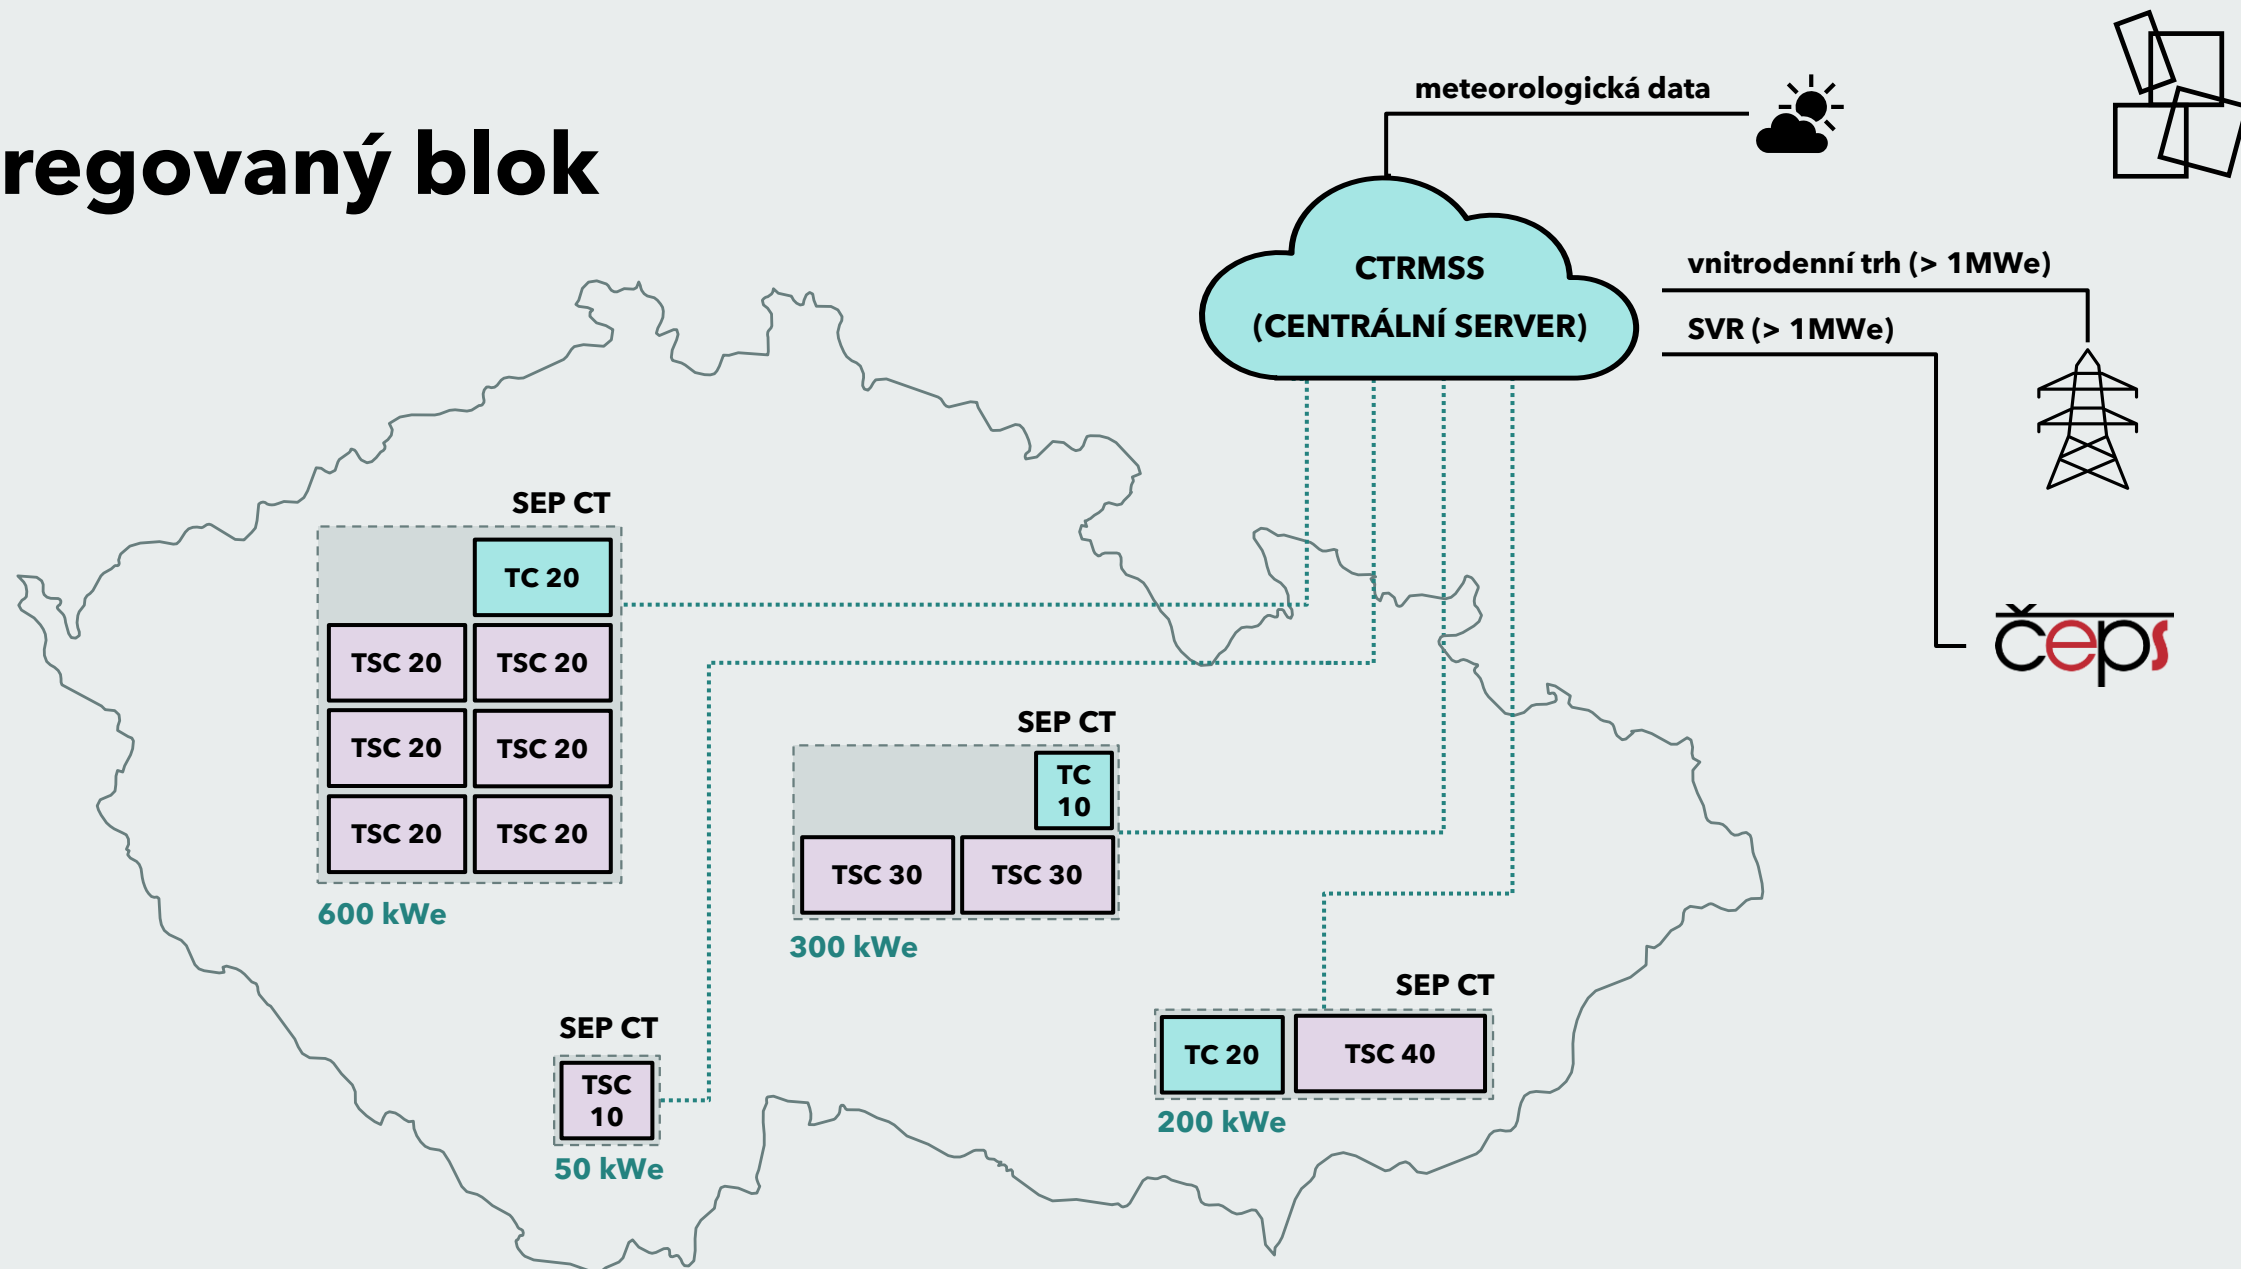 regovaný blok
meteorologická data
CTRMSS
(CENTRÁLNÍ SERVER)
vnitrodenní trh (> 1MWe)
SVR (> 1MWe)
čeps
SEP CT
TC 20
TSC 20 TSC 20
TSC 20 TSC 20
TSC 20 TSC 20
600 kWe
SEP CT
TC
10
TSC 30 TSC 30
300 kWe
SEP CT
TSC
10
50 kWe
SEP CT
TC 20 TSC 40
200 kWe